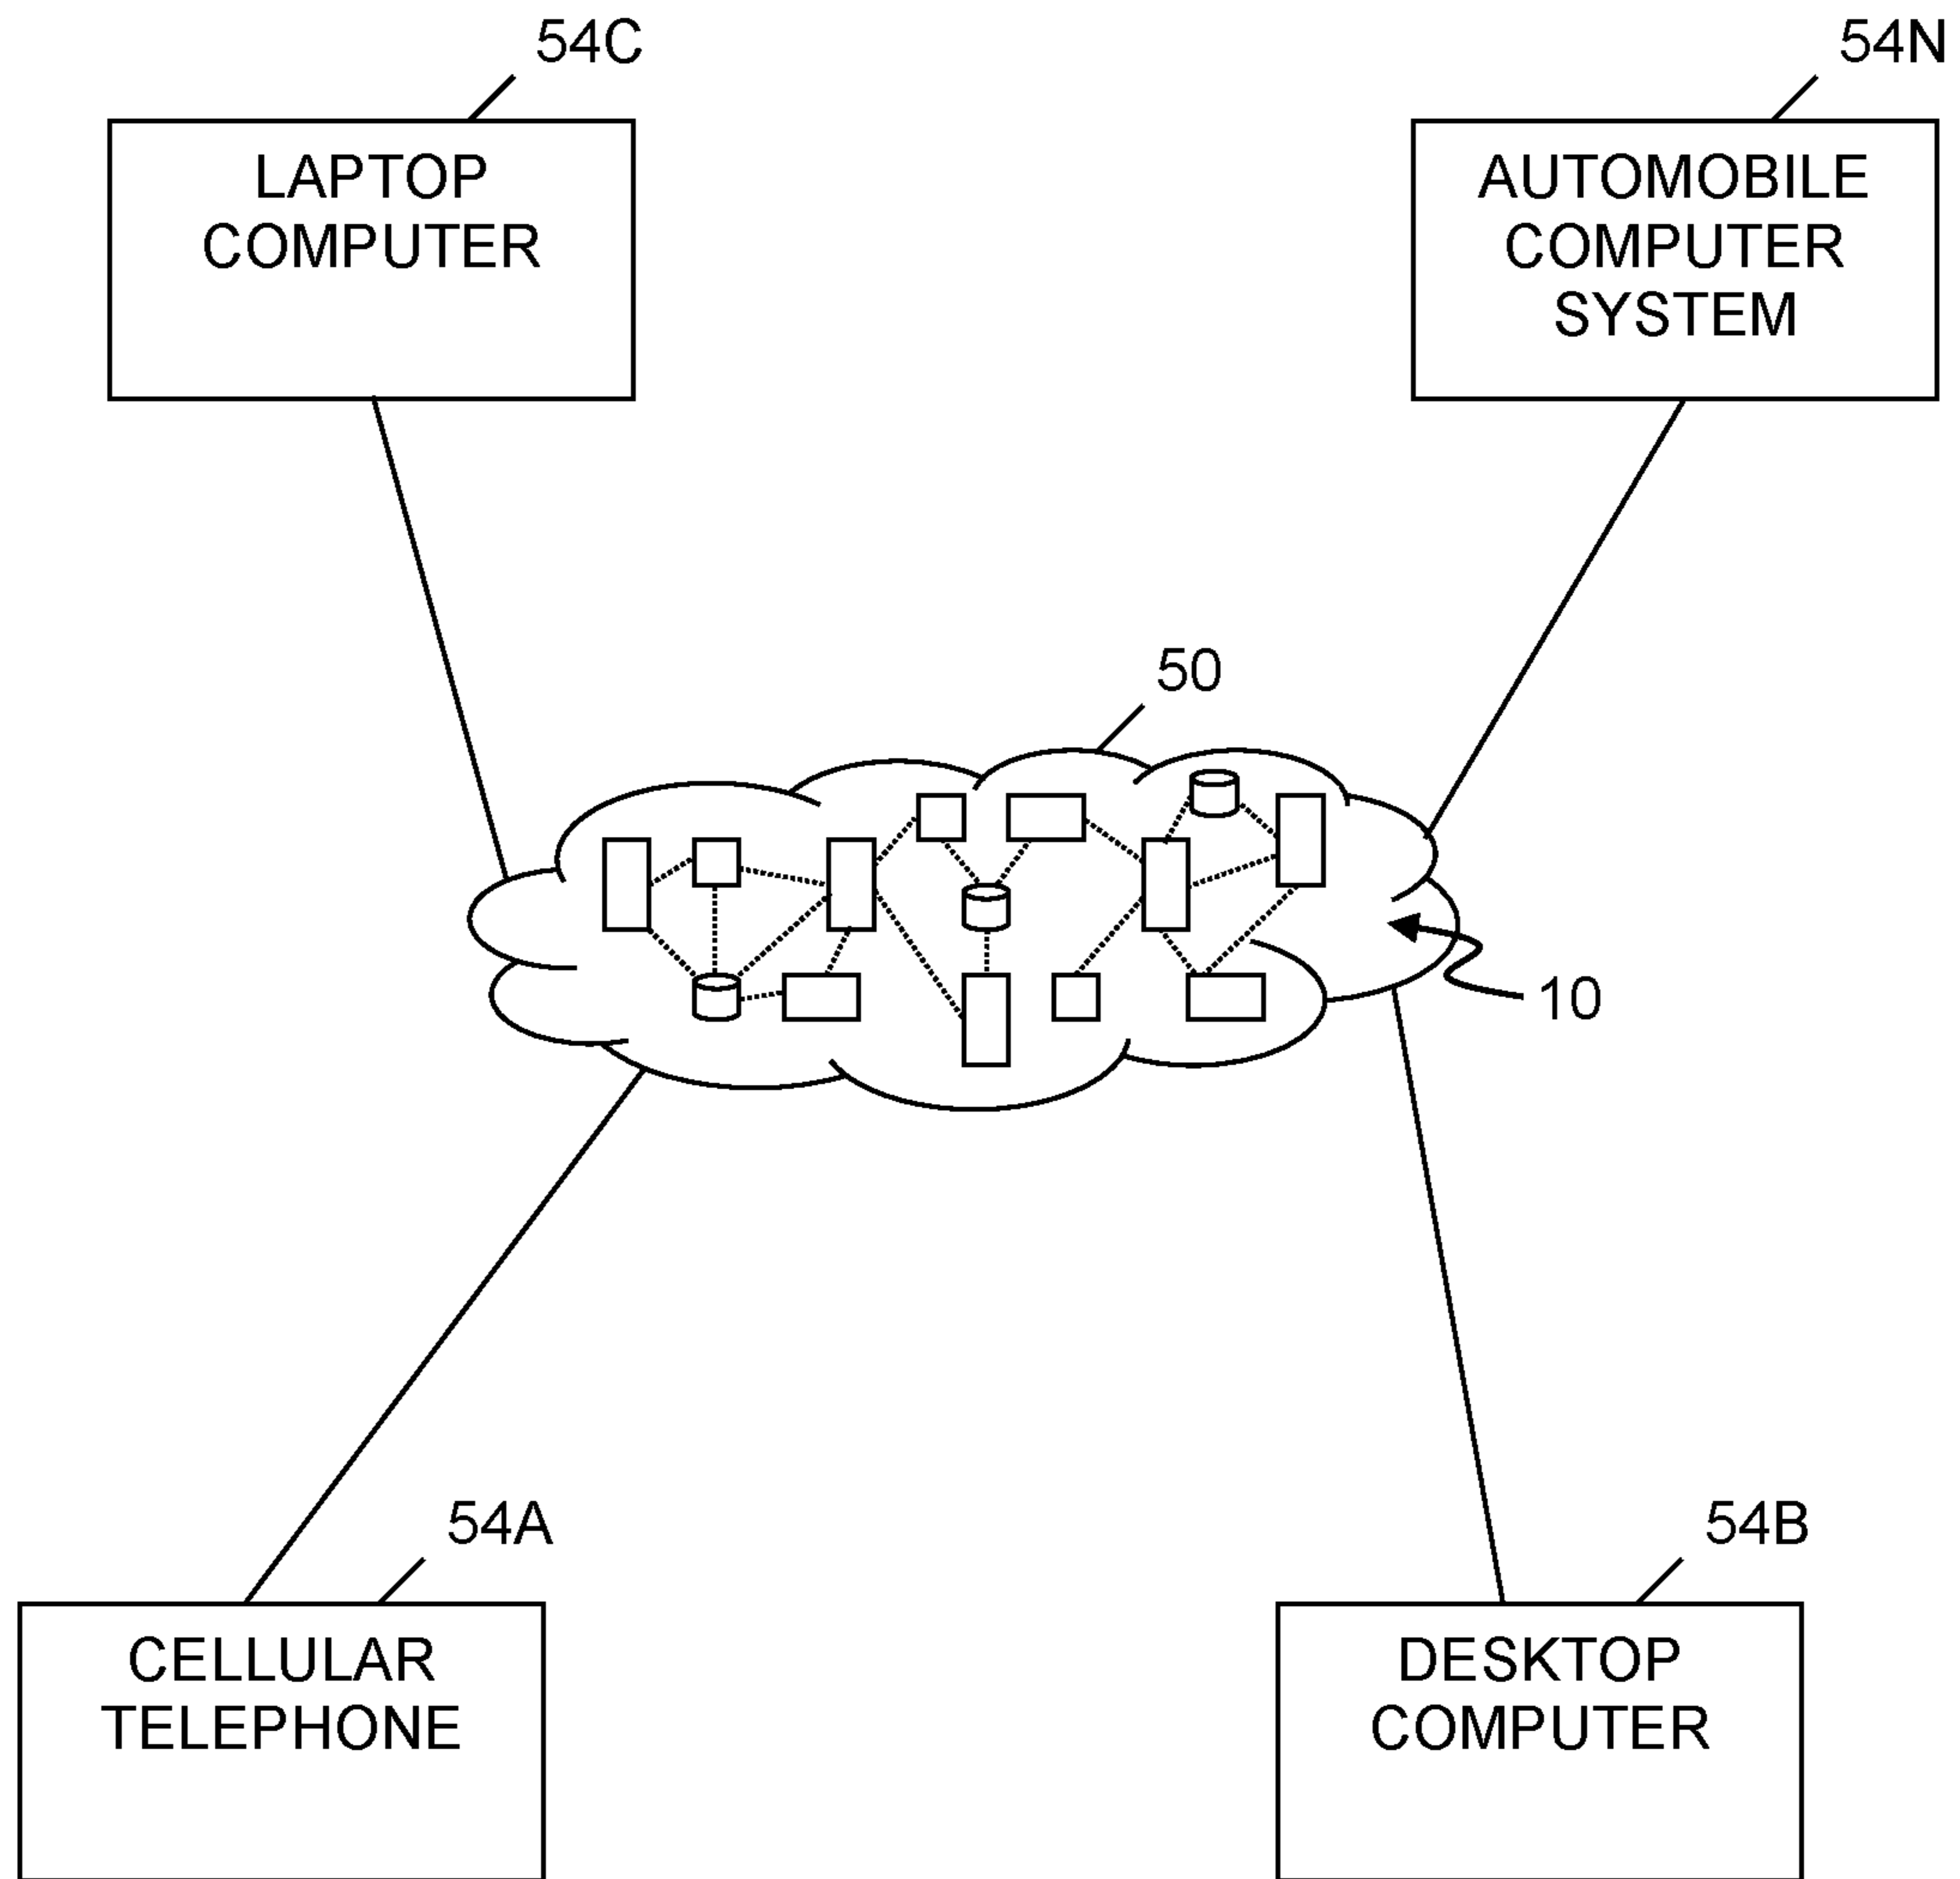 54C
54N
LAPTOP
COMPUTER
AUTOMOBILE
COMPUTER
SYSTEM
50
10
54A
54B
CELLULAR
TELEPHONE
DESKTOP
COMPUTER